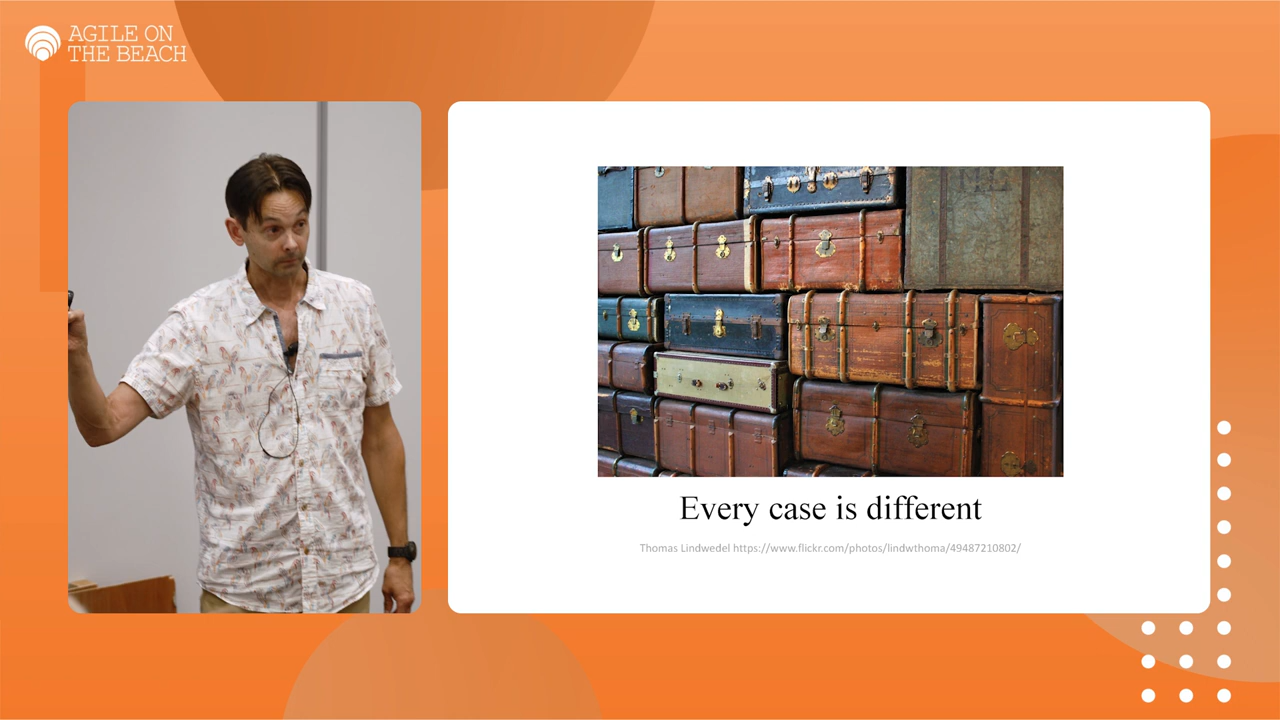 AGILE ON
THE BEACH
Every case is different
Thomas Lindwedel https://www.flickr.com/photos/lindwthoma/49487210802/